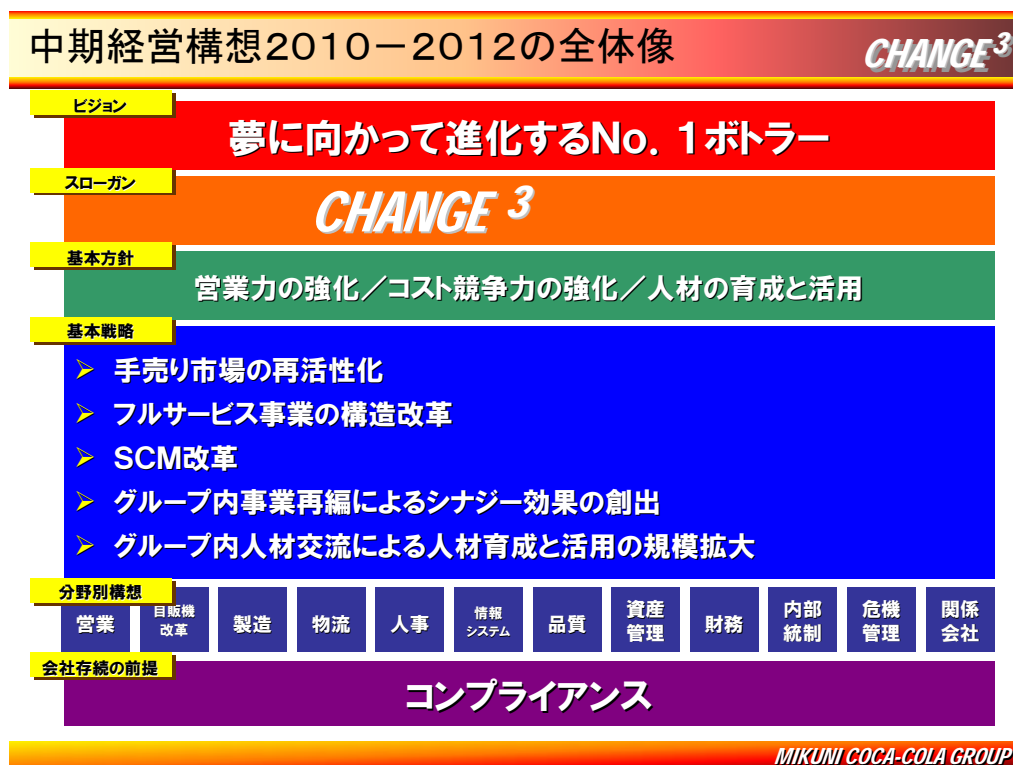 中期経営構想2010－2012の全体像
CHANGE3
ビジョン
夢に向かって進化するNo．1ボトラー
スローガン
CHANGE 3
基本方針
営業力の強化／コスト競争力の強化／人材の育成と活用
基本戦略
➢ 手売り市場の再活性化
➢ フルサービス事業の構造改革
➢ SCM改革
➢ グループ内事業再編によるシナジー効果の創出
➢ グループ内人材交流による人材育成と活用の規模拡大
分野別構想
営業
自販機
改革
製造
物流
人事
情報
システム
品質
資産
管理
財務
内部
統制
危機
管理
関係
会社
会社存続の前提
コンプライアンス
MIKUNI COCA-COLA GROUP